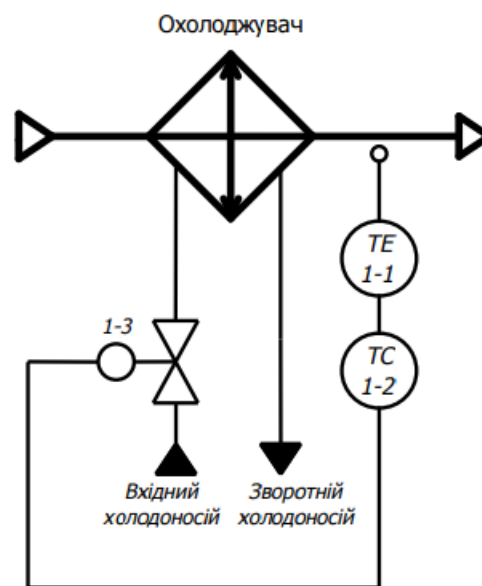 Охолоджувач
TE
1-1
1-3
TC
1-2
Вхідний
холодоносій
Зворотній
холодоносій